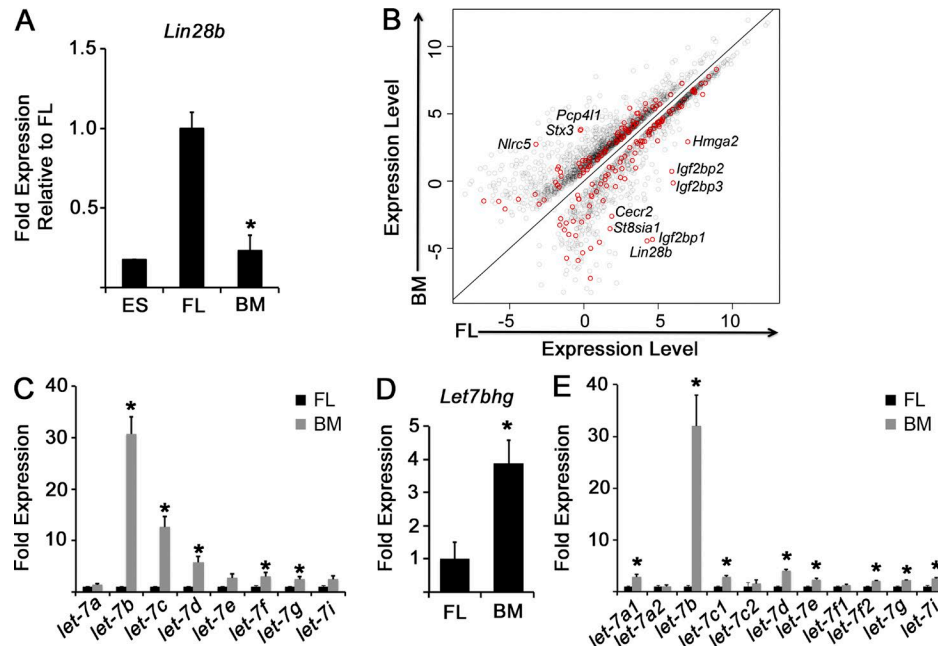 A
Lin28b
Fold Expression
Relative to FL
1.5
1.0
0.5
0
*
ES
FL
BM
B
BM
Expression Level
10
5
0
-5
Pcp4l1
Stx3
Nlrc5
Hmga2
Igf2bp2
Igf2bp3
Cecr2
St8sia1
Igf2bp1
Lin28b
-5
0
5
10
FL
Expression Level
C
Fold Expression
40
30
20
10
0
FL
BM
*
*
*
*
*
let-7a
let-7b
let-7c
let-7d
let-7e
let-7f
let-7g
let-7i
D
Let7bhg
Fold Expression
5
4
3
2
1
0
*
FL
BM
E
Fold Expression
40
30
20
10
0
FL
BM
*
*
*
*
*
*
*
*
let-7a1
let-7a2
let-7b
let-7c1
let-7c2
let-7d
let-7e
let-7f1
let-7f2
let-7g
let-7i